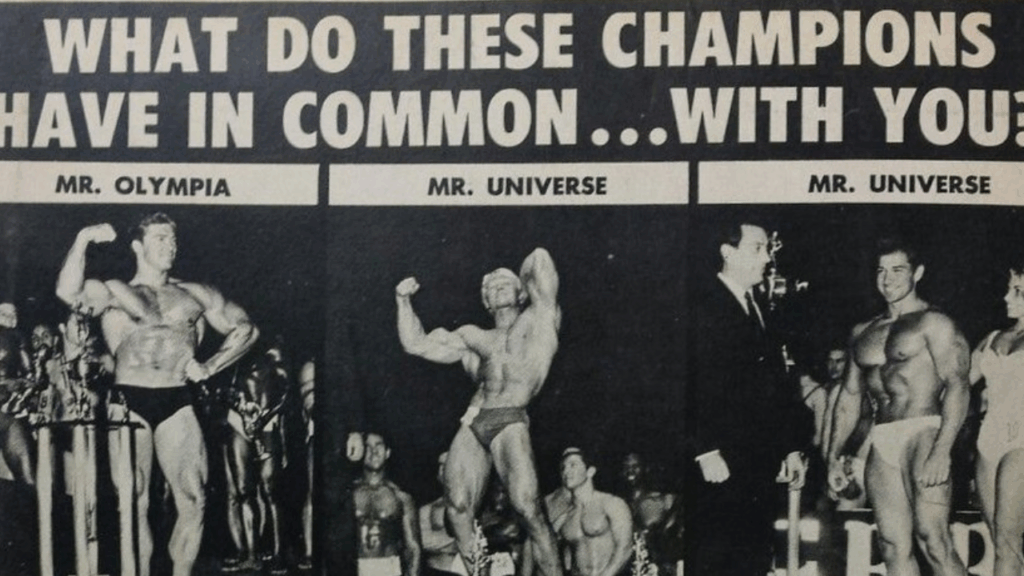 WHAT DO THESE CHAMPIONS
HAVE IN COMMON...WITH YOU?
MR. OLYMPIA
MR. UNIVERSE
MR. UNIVERSE